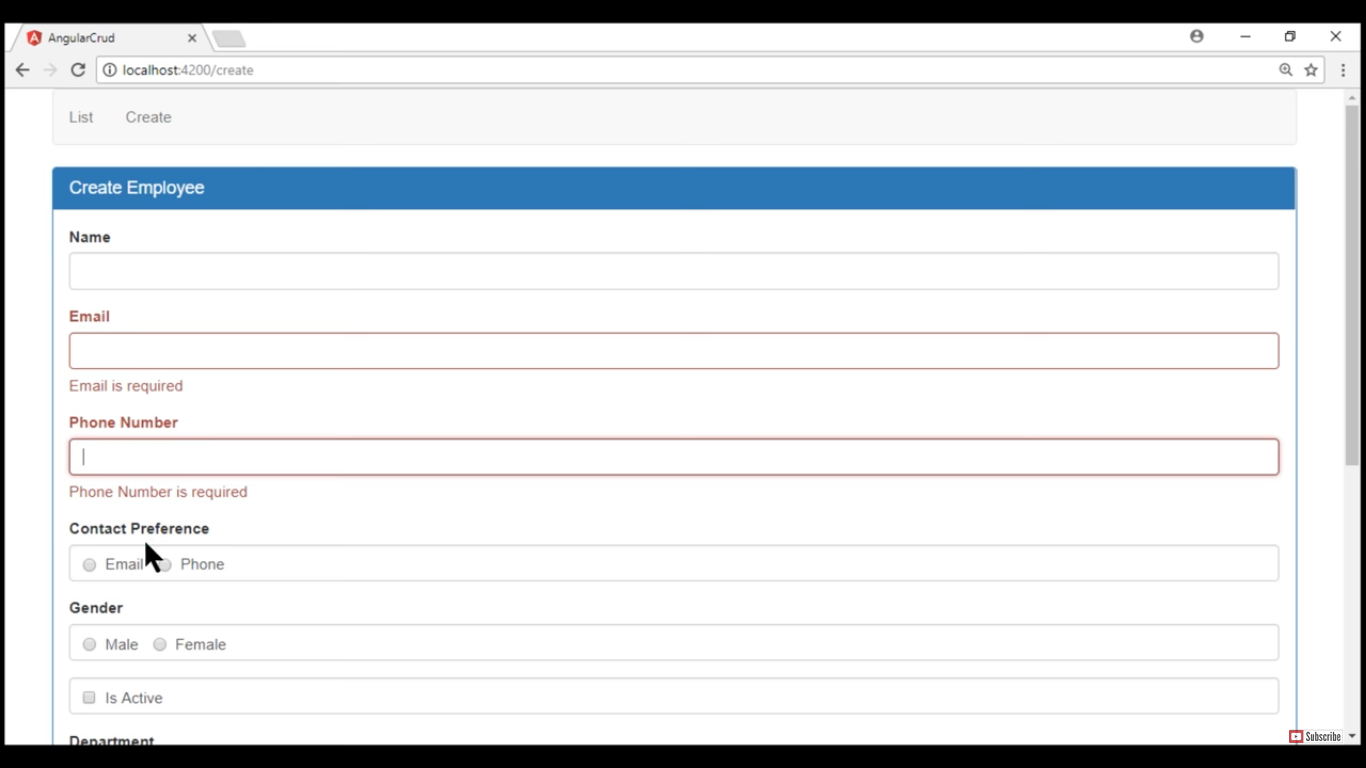 AngularCrud
localhost:4200/create
List Create
Create Employee
Name
Email
Email is required
Phone Number
Phone Number is required
Contact Preference
Email Phone
Gender
Male Female
Is Active
Department
Subscribe